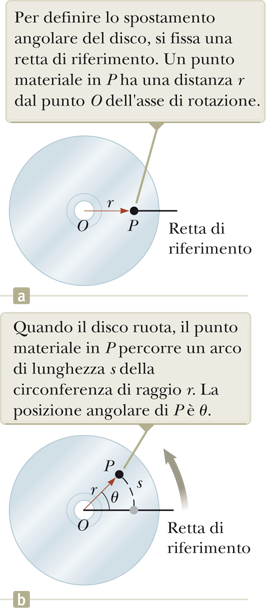 Per definire lo spostamento
angolare del disco, si fissa una
retta di riferimento. Un punto
materiale in P ha una distanza r
dal punto O dell'asse di rotazione.
r
O P
Retta di
riferimento
a
Quando il disco ruota, il punto
materiale in P percorre un arco
di lunghezza s della
circonferenza di raggio r. La
posizione angolare di P è θ.
P
r θ s
O
Retta di
riferimento
b